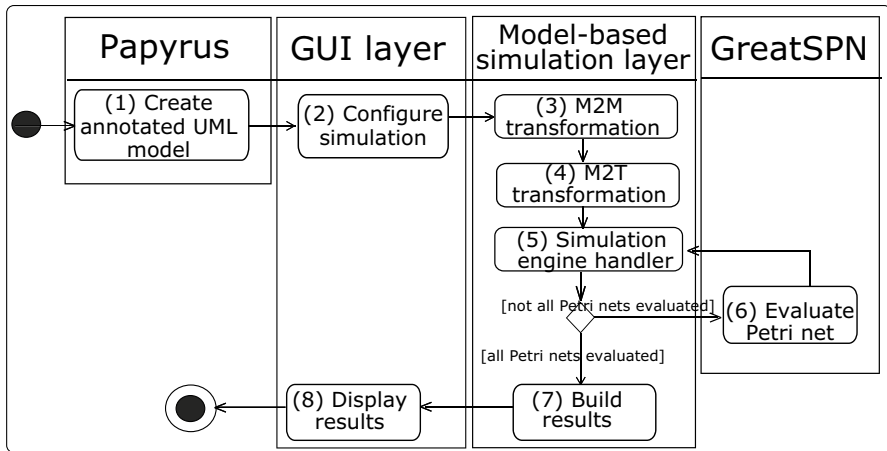 Papyrus
GUI layer
Model-based
simulation layer
GreatSPN
(1) Create
annotated UML
model
(2) Configure
simulation
(3) M2M
transformation
(4) M2T
transformation
(5) Simulation
engine handler
[not all Petri nets evaluated]
(6) Evaluate
Petri net
[all Petri nets evaluated]
(7) Build
results
(8) Display
results